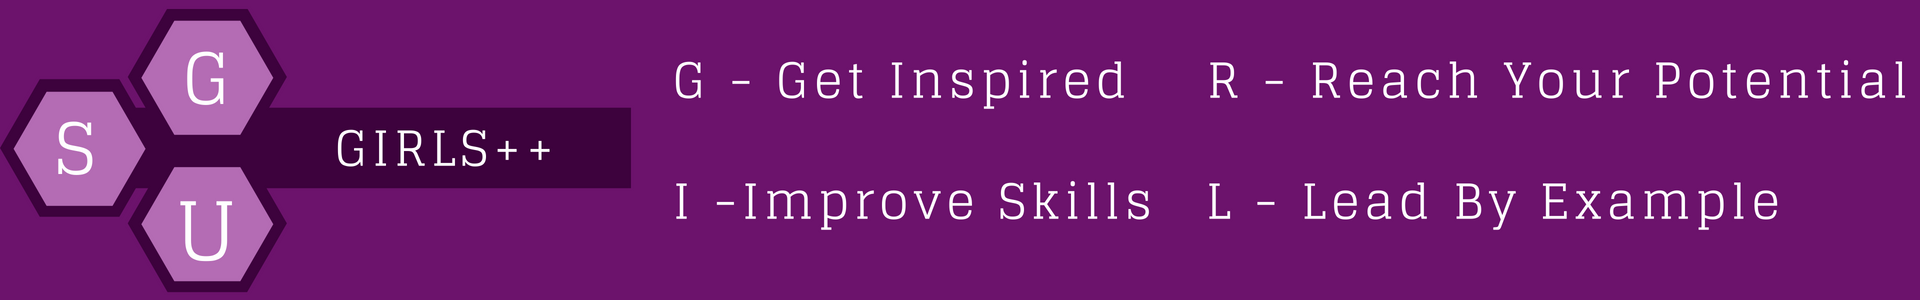 G
S
U
GIRLS++
G - Get Inspired
R - Reach Your Potential
I -Improve Skills
L - Lead By Example